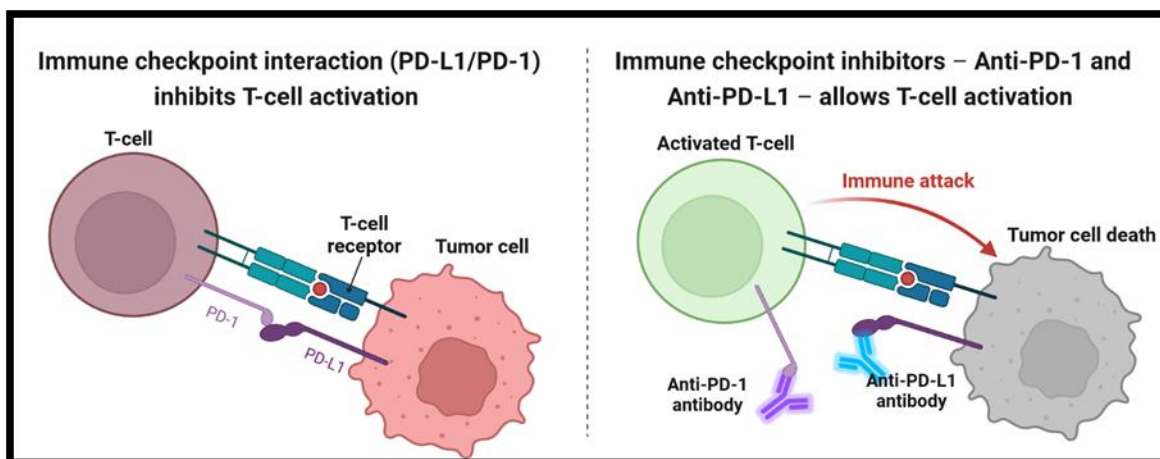 Immune checkpoint interaction (PD-L1/PD-1)
inhibits T-cell activation
T-cell
T-cell
receptor
Tumor cell
PD-1
PD-L1
Immune checkpoint inhibitors – Anti-PD-1 and
Anti-PD-L1 – allows T-cell activation
Activated T-cell
Immune attack
Tumor cell death
Anti-PD-1
antibody
Anti-PD-L1
antibody